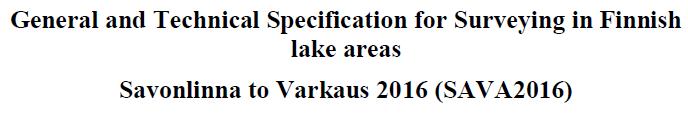 General and Technical Specification for Surveying in Finnish
lake areas
Savonlinna to Varkaus 2016 (SAVA2016)